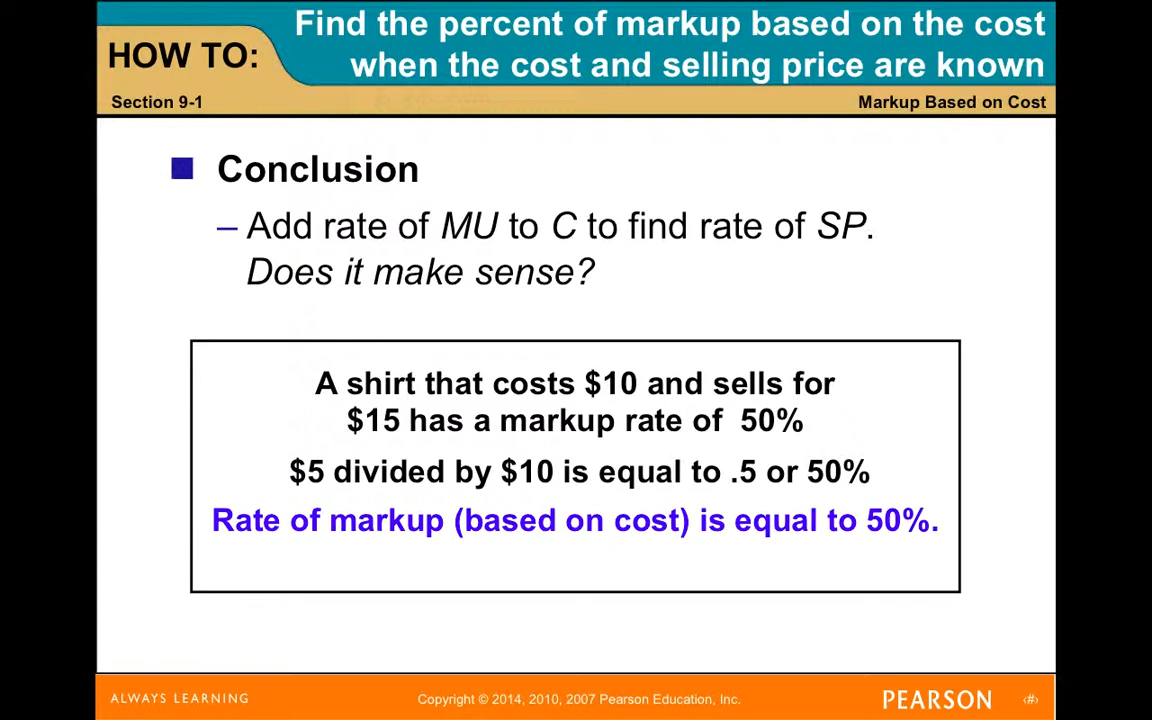 Find the percent of markup based on the cost
HOW TO:
when the cost and selling price are known
Section 9-1
Markup Based on Cost
Conclusion
– Add rate of MU to C to find rate of SP.
Does it make sense?
A shirt that costs $10 and sells for
$15 has a markup rate of 50%
$5 divided by $10 is equal to .5 or 50%
Rate of markup (based on cost) is equal to 50%.
ALWAYS LEARNING
Copyright © 2014, 2010, 2007 Pearson Education, Inc.
PEARSON
‹#›